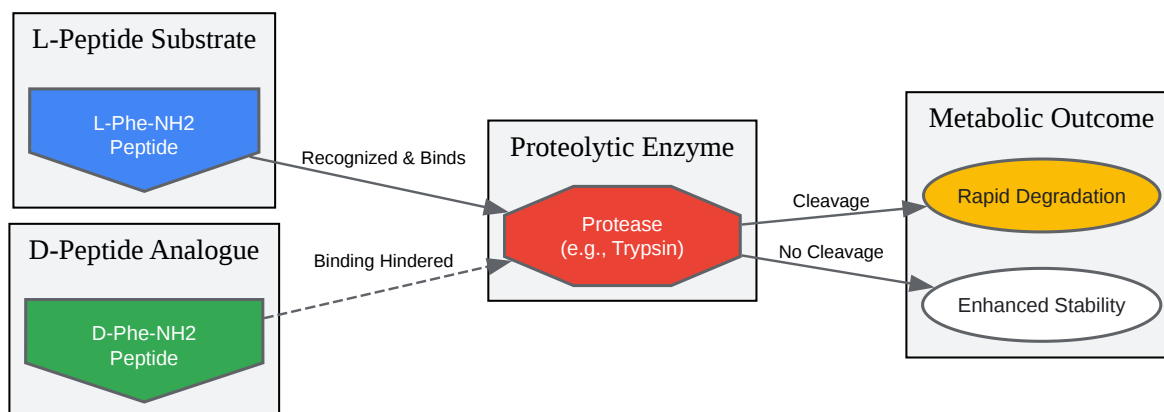 L-Peptide Substrate
L-Phe-NH2
Peptide
Recognized & Binds
D-Peptide Analogue
D-Phe-NH2
Peptide
Binding Hindered
Proteolytic Enzyme
Protease
(e.g., Trypsin)
Cleavage
No Cleavage
Metabolic Outcome
Rapid Degradation
Enhanced Stability